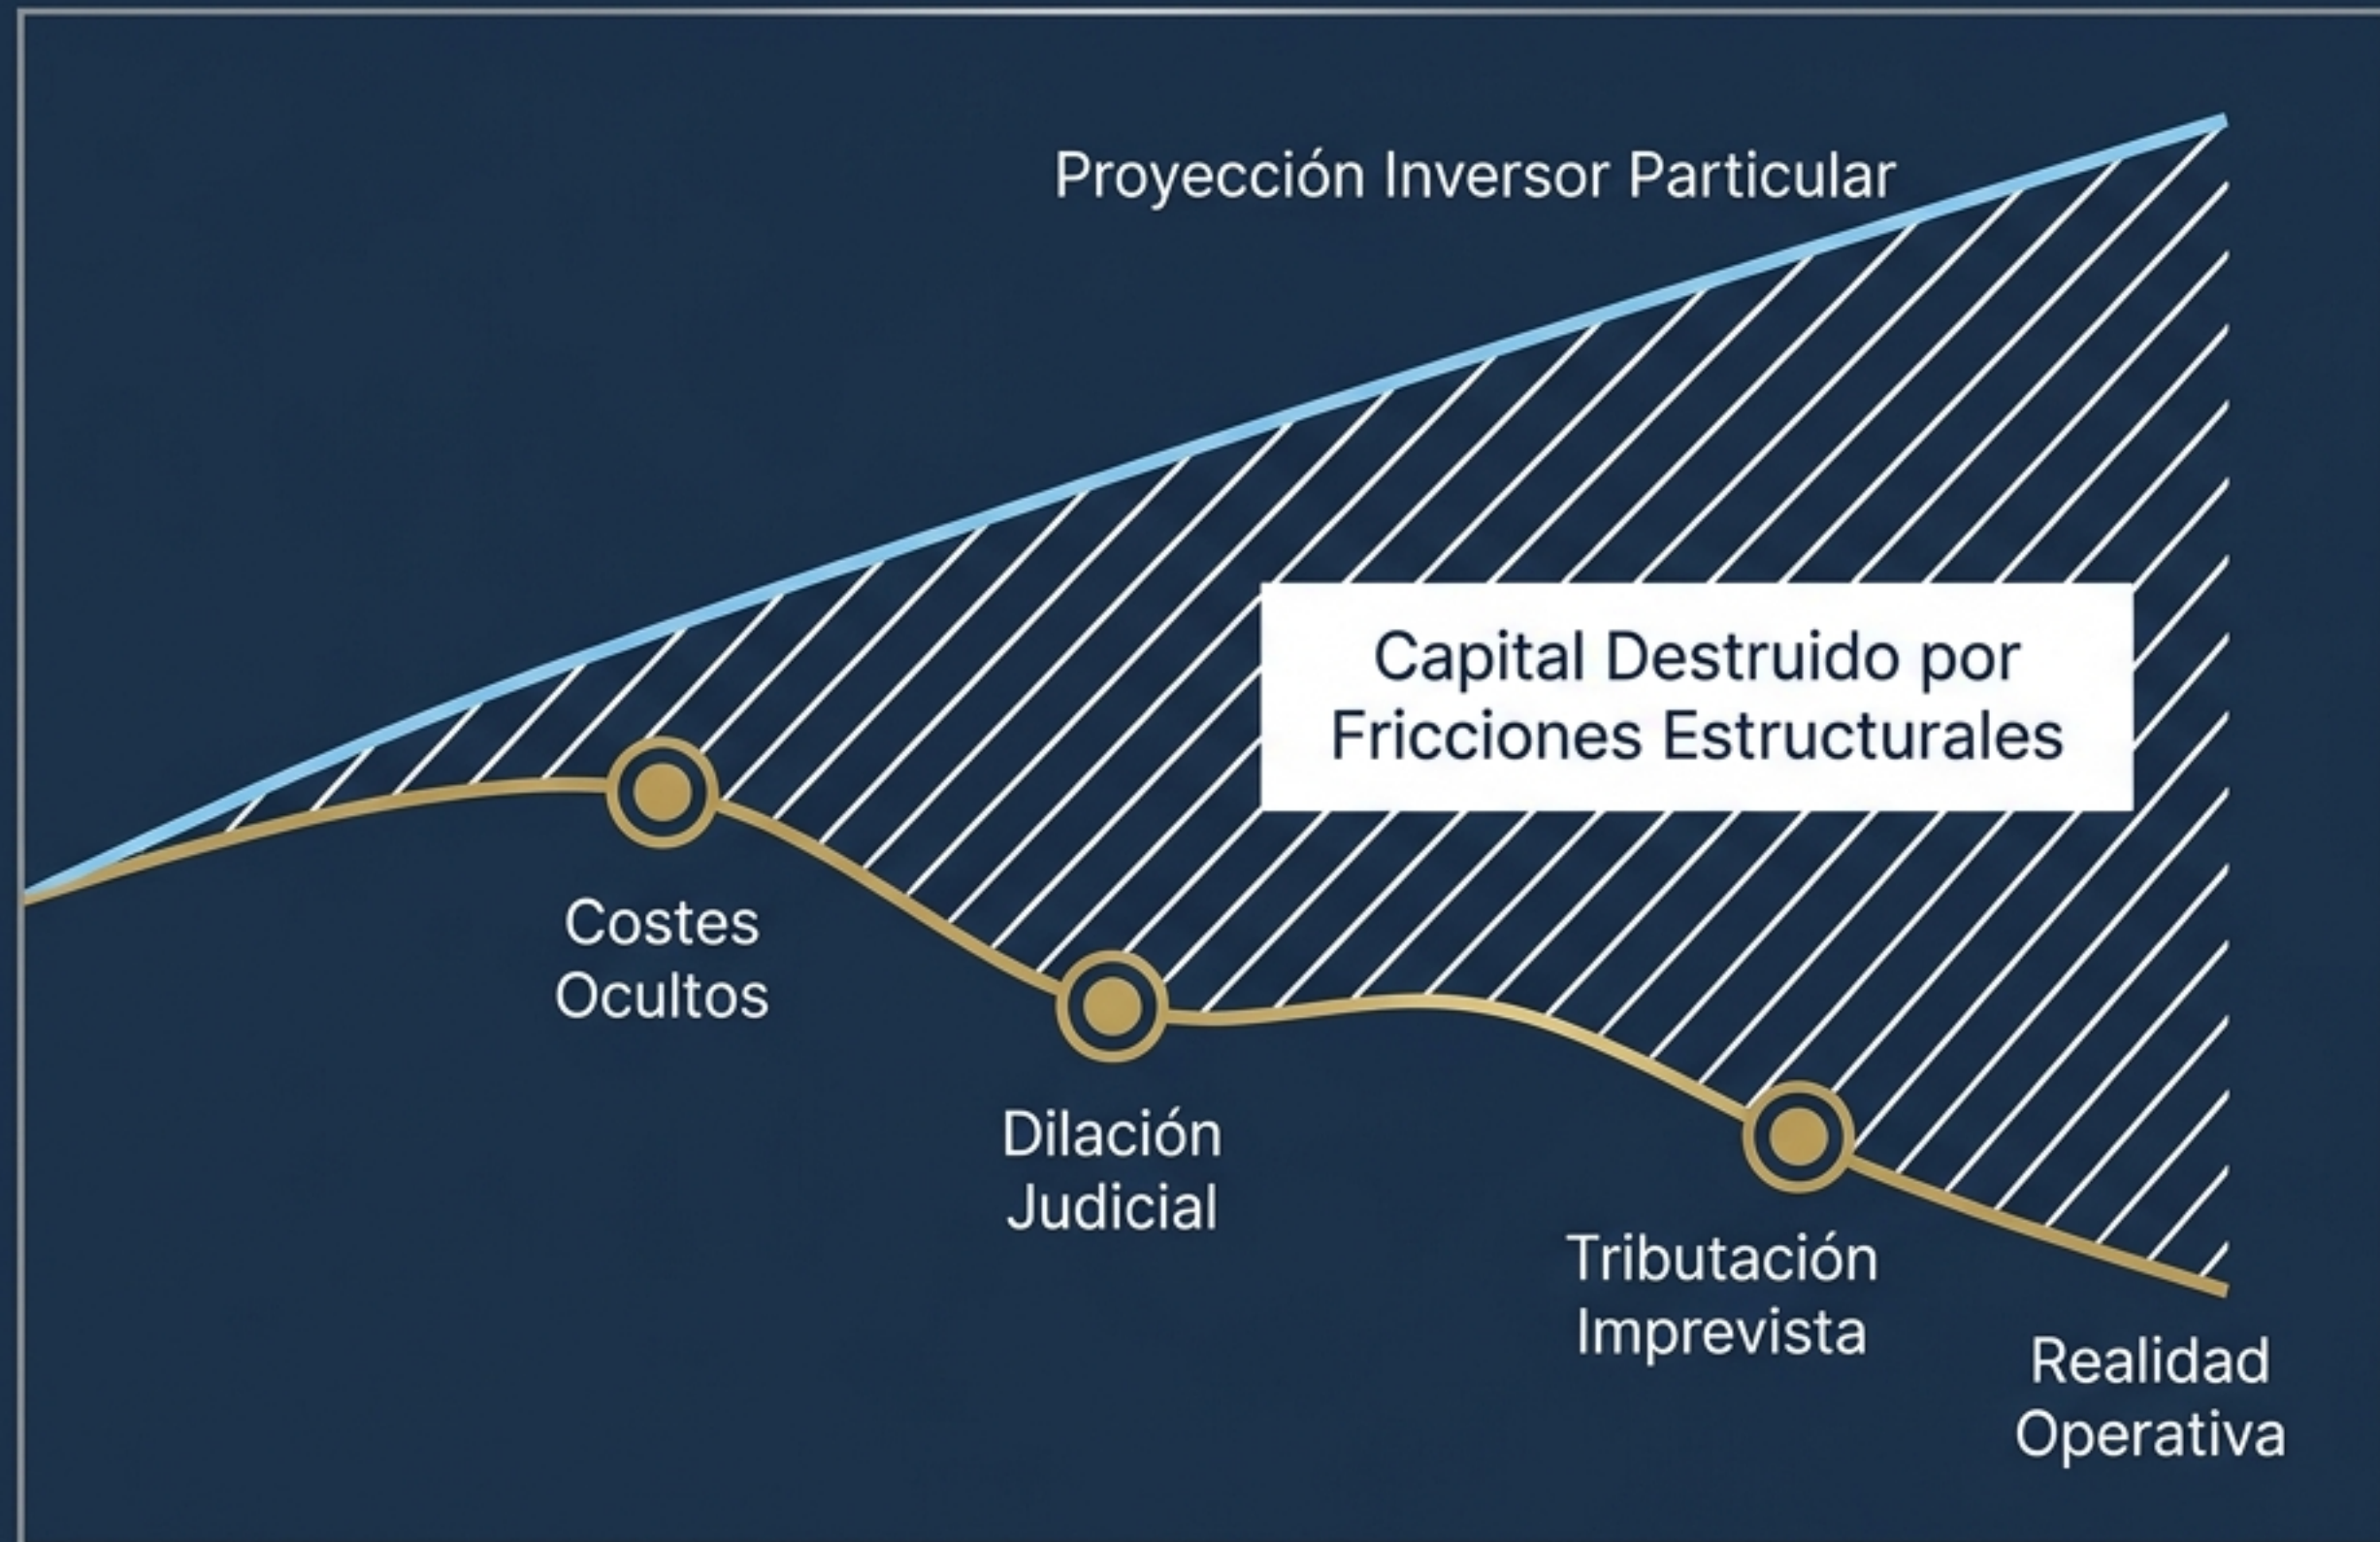 Proyección Inversor Particular
Capital Destruido por
Fricciones Estructurales
Costes
Ocultos
Dilación
Judicial
Tributación
Imprevista
Realidad
Operativa